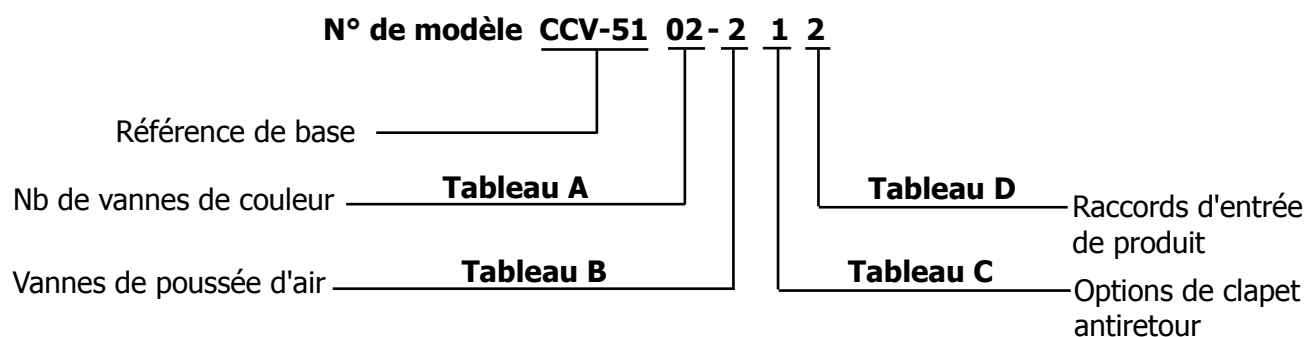 N° de modèle CCV-51 02 - 2 1 2
Référence de base
Nb de vannes de couleur
Tableau A
Tableau D
Raccords d'entrée
de produit
Vannes de poussée d'air
Tableau B
Tableau C
Options de clapet
antiretour